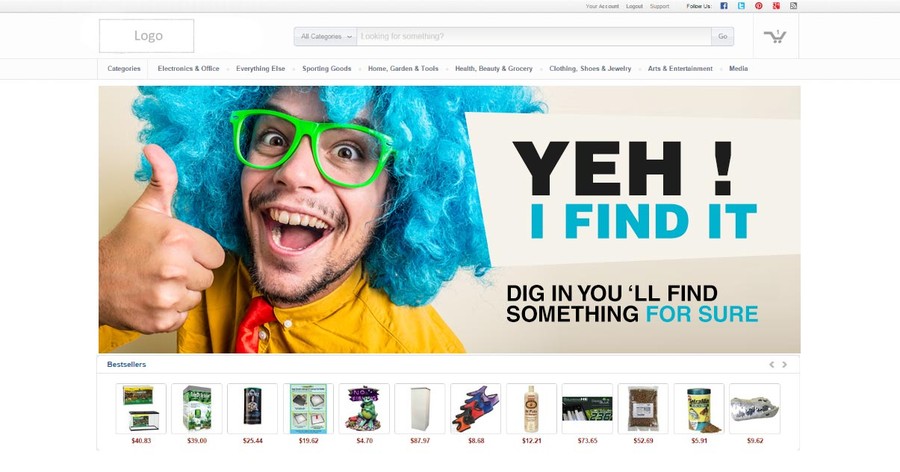 Your Account Logout Support Follow Us:
Logo
All Categories
Looking for something?
Go
Categories
Electronics & Office
Everything Else
Sporting Goods
Home, Garden & Tools
Health, Beauty & Grocery
Clothing, Shoes & Jewelry
Arts & Entertainment
Media
YEH !
I FIND IT
DIG IN YOU ‘LL FIND
SOMETHING FOR SURE
Bestsellers
$40.83
$39.00
$25.44
$19.62
$4.70
$87.97
$8.68
$12.21
$73.65
$52.69
$5.91
$9.62